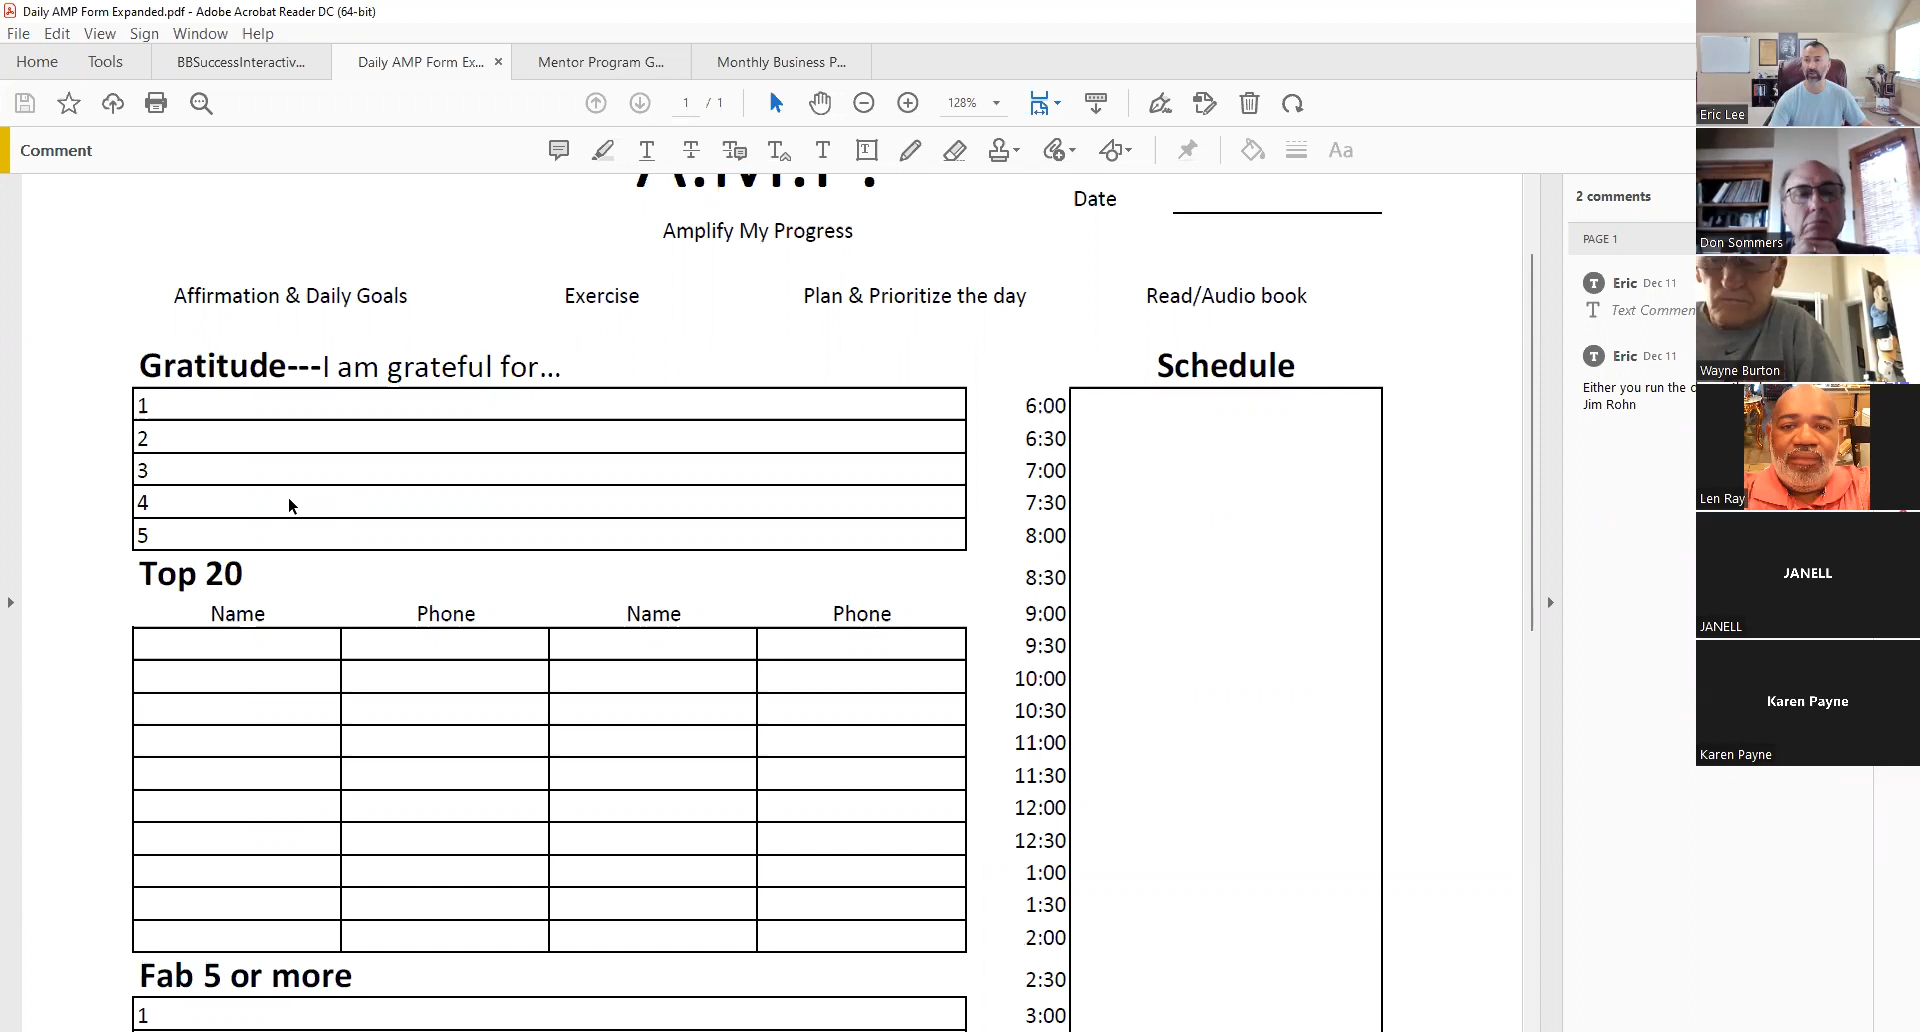 Daily AMP Form Expanded.pdf - Adobe Acrobat Reader DC (64-bit)
File Edit View Sign Window Help
Home Tools BBSuccessInteractiv... Daily AMP Form Ex... × Mentor Program G... Monthly Business P...
1 / 1 128%
Comment
A.M.P.
Date
Amplify My Progress
Affirmation & Daily Goals Exercise Plan & Prioritize the day Read/Audio book
Gratitude---I am grateful for...
1
2
3
4
5
Top 20
Name Phone Name Phone
Fab 5 or more
1
Schedule
6:00
6:30
7:00
7:30
8:00
8:30
9:00
9:30
10:00
10:30
11:00
11:30
12:00
12:30
1:00
1:30
2:00
2:30
3:00
2 comments
PAGE 1
Eric Dec 11
Text Commen
Eric Dec 11
Either you run the
Jim Rohn
Eric Lee
Don Sommers
Wayne Burton
Len Ray
JANELL
JANELL
Karen Payne
Karen Payne